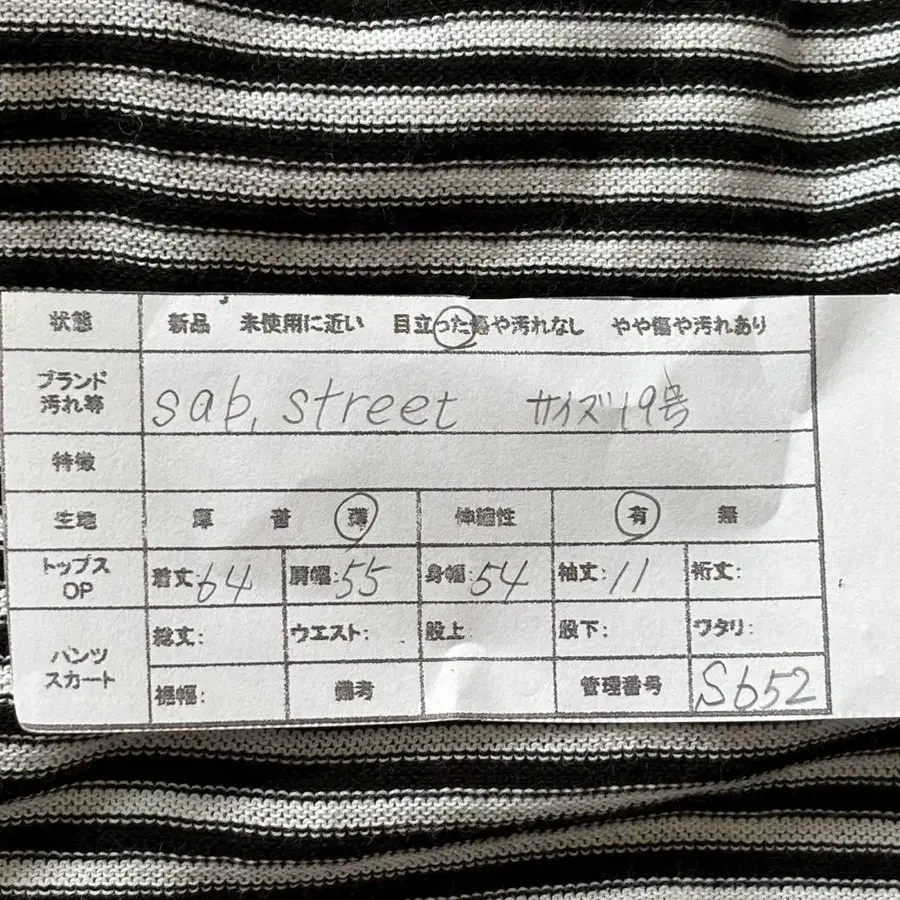 状態 新品 未使用に近い 目立った傷や汚れなし やや傷や汚れあり
ブランド
汚れ等
sab, street サイズ19号
特徴
生地 厚 普 薄 伸縮性 有 無
トップス
OP
着丈:64 肩幅:55 身幅:54 袖丈:11 裄丈:
パンツ
スカート
総丈: ウエスト: 股上: 股下: ワタリ:
裾幅: 備考 管理番号 S652